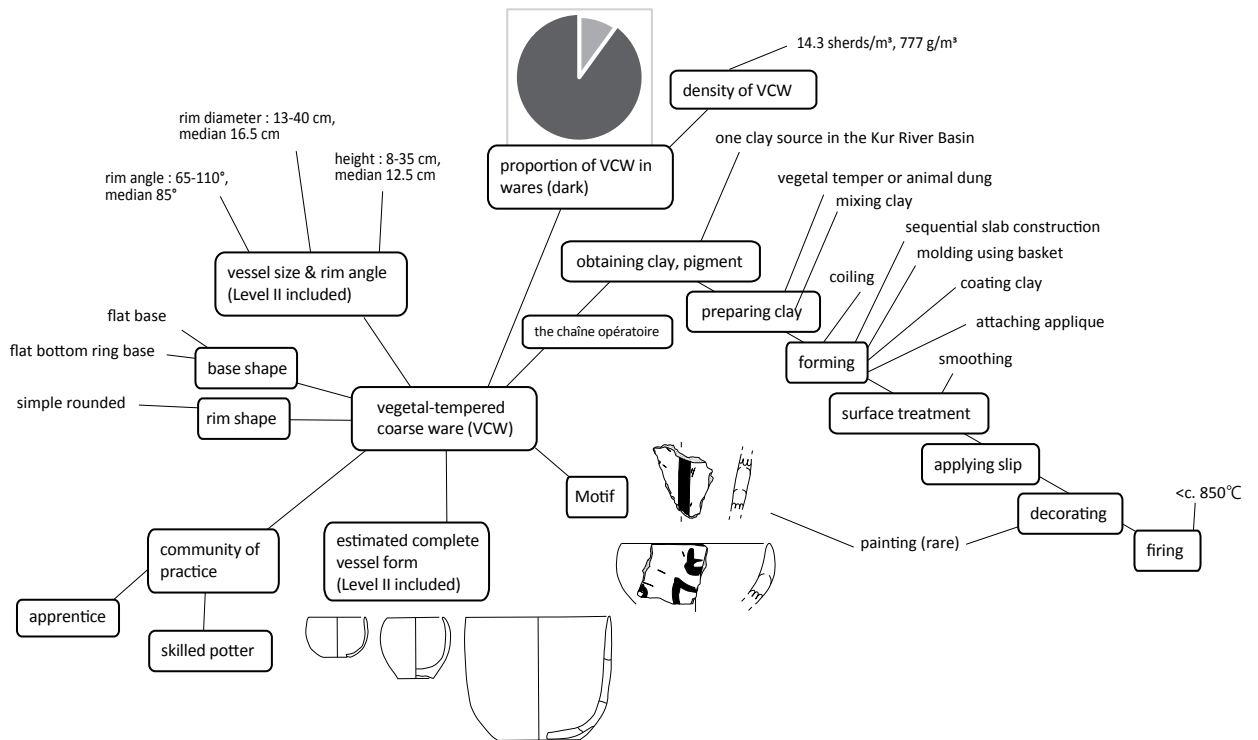 14.3 sherds/m³, 777 g/m³
density of VCW
rim diameter : 13-40 cm,
median 16.5 cm
height : 8-35 cm,
median 12.5 cm
rim angle : 65-110°,
median 85°
proportion of VCW in
wares (dark)
one clay source in the Kur River Basin
vegetal temper or animal dung
mixing clay
sequential slab construction
molding using basket
coiling
coating clay
attaching applique
smoothing
vessel size & rim angle
(Level II included)
obtaining clay, pigment
preparing clay
the chaîne opératoire
forming
flat base
flat bottom ring base
base shape
simple rounded
rim shape
vegetal-tempered
coarse ware (VCW)
surface treatment
applying slip
<c. 850℃
Motif
decorating
painting (rare)
firing
community of
practice
estimated complete
vessel form
(Level II included)
apprentice
skilled potter